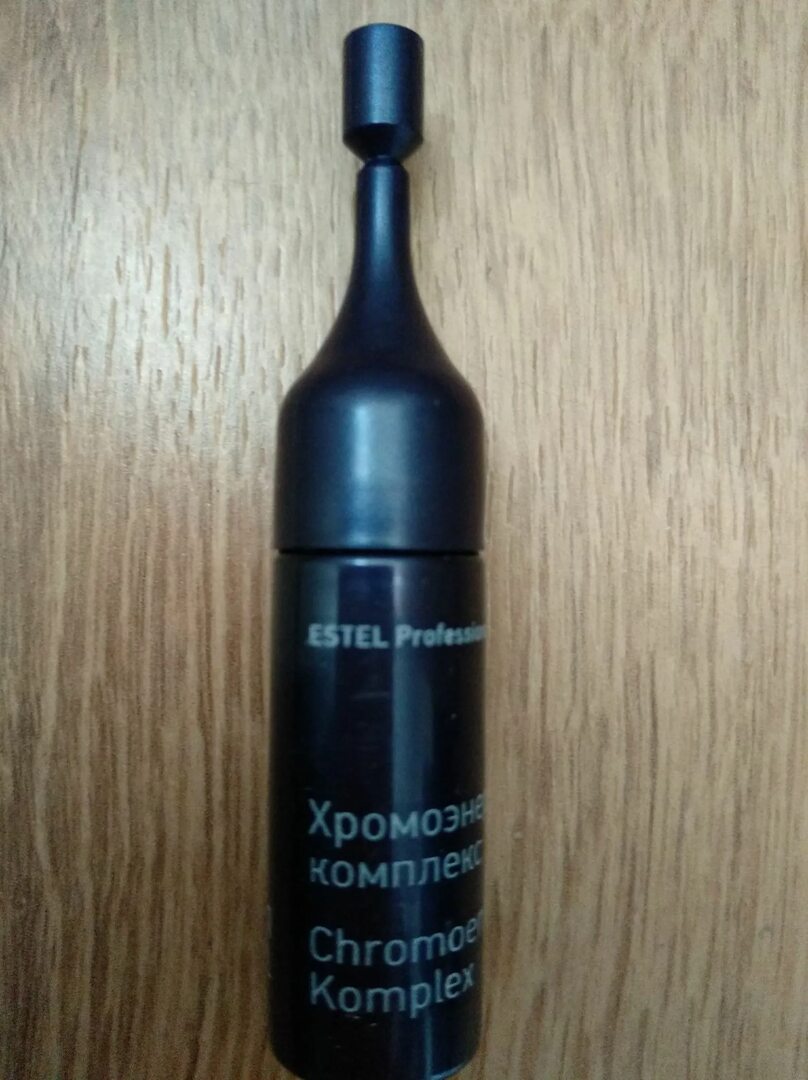 ESTEL Professio
Хромоэне
комплекс
Chromoen
Komplex